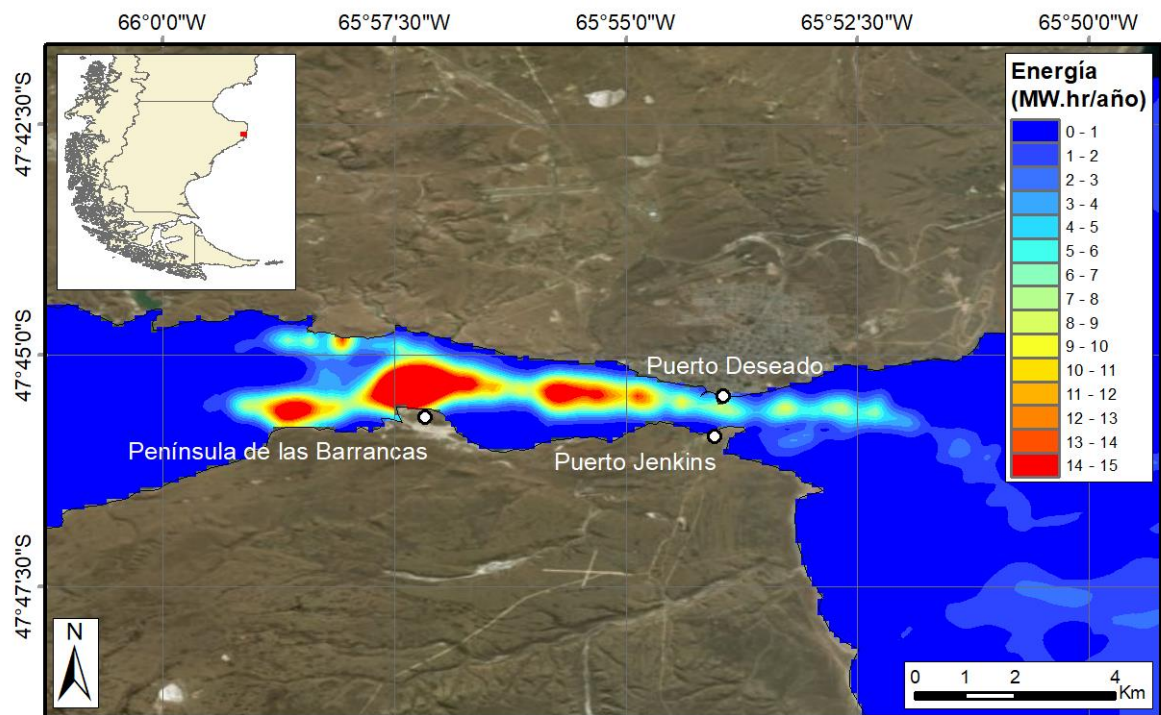 66°0'0"W
65°57'30"W
65°55'0"W
65°52'30"W
65°50'0"W
47°42'30"S
47°45'0"S
47°47'30"S
Energía
(MW.hr/año)
0 - 1
1 - 2
2 - 3
3 - 4
4 - 5
5 - 6
6 - 7
7 - 8
8 - 9
9 - 10
10 - 11
11 - 12
12 - 13
13 - 14
14 - 15
Puerto Deseado
Península de las Barrancas
Puerto Jenkins
N
0 1 2 4
Km